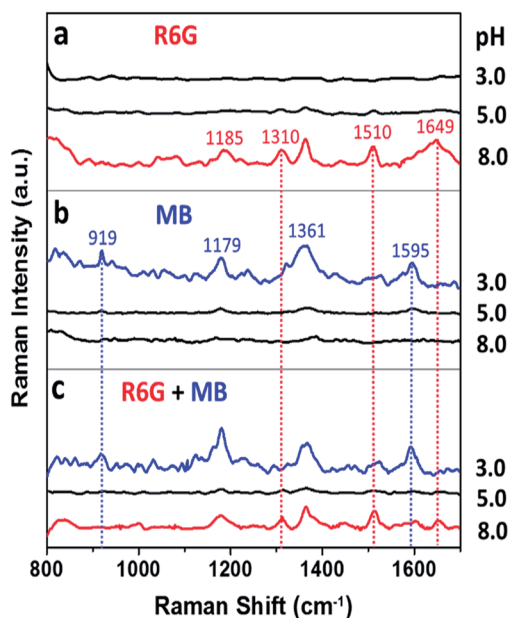 a R6G pH
3.0
5.0
1185 1310 1510 1649
8.0
b MB
919 1179 1361 1595
3.0
5.0
8.0
c R6G + MB
3.0
5.0
8.0
800 1000 1200 1400 1600
Raman Shift (cm⁻¹)
Raman Intensity (a.u.)